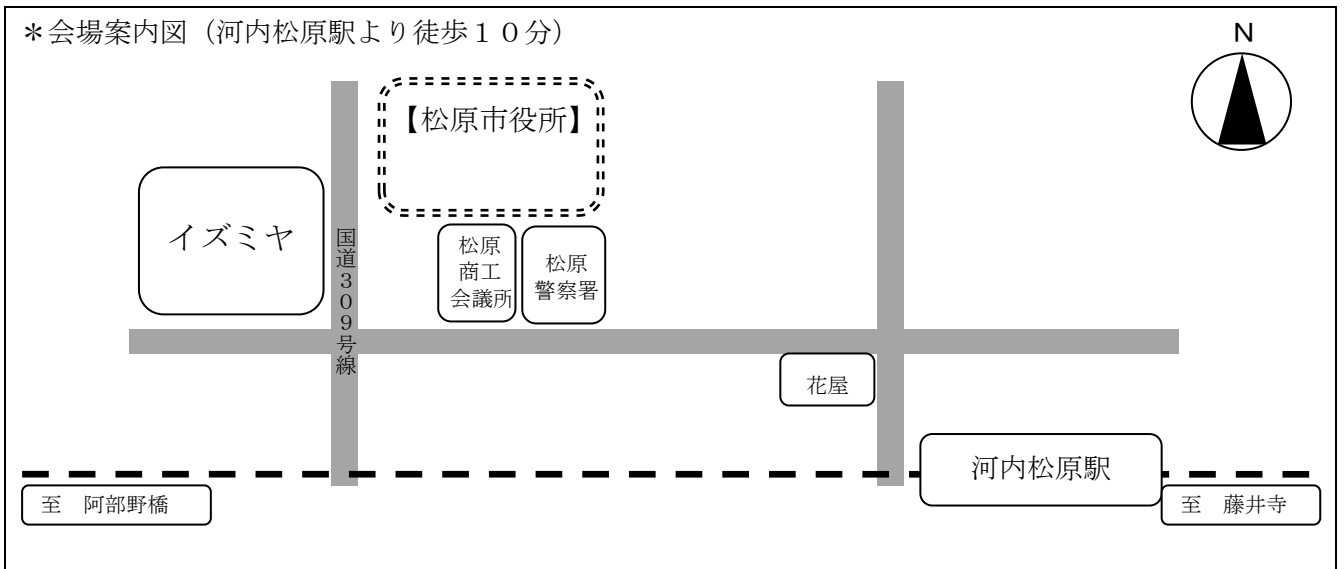 ＊会場案内図（河内松原駅より徒歩１０分）
N
【松原市役所】
イズミヤ
国道３０９号線
松原
商工
会議所
松原
警察署
花屋
河内松原駅
至　阿部野橋
至　藤井寺